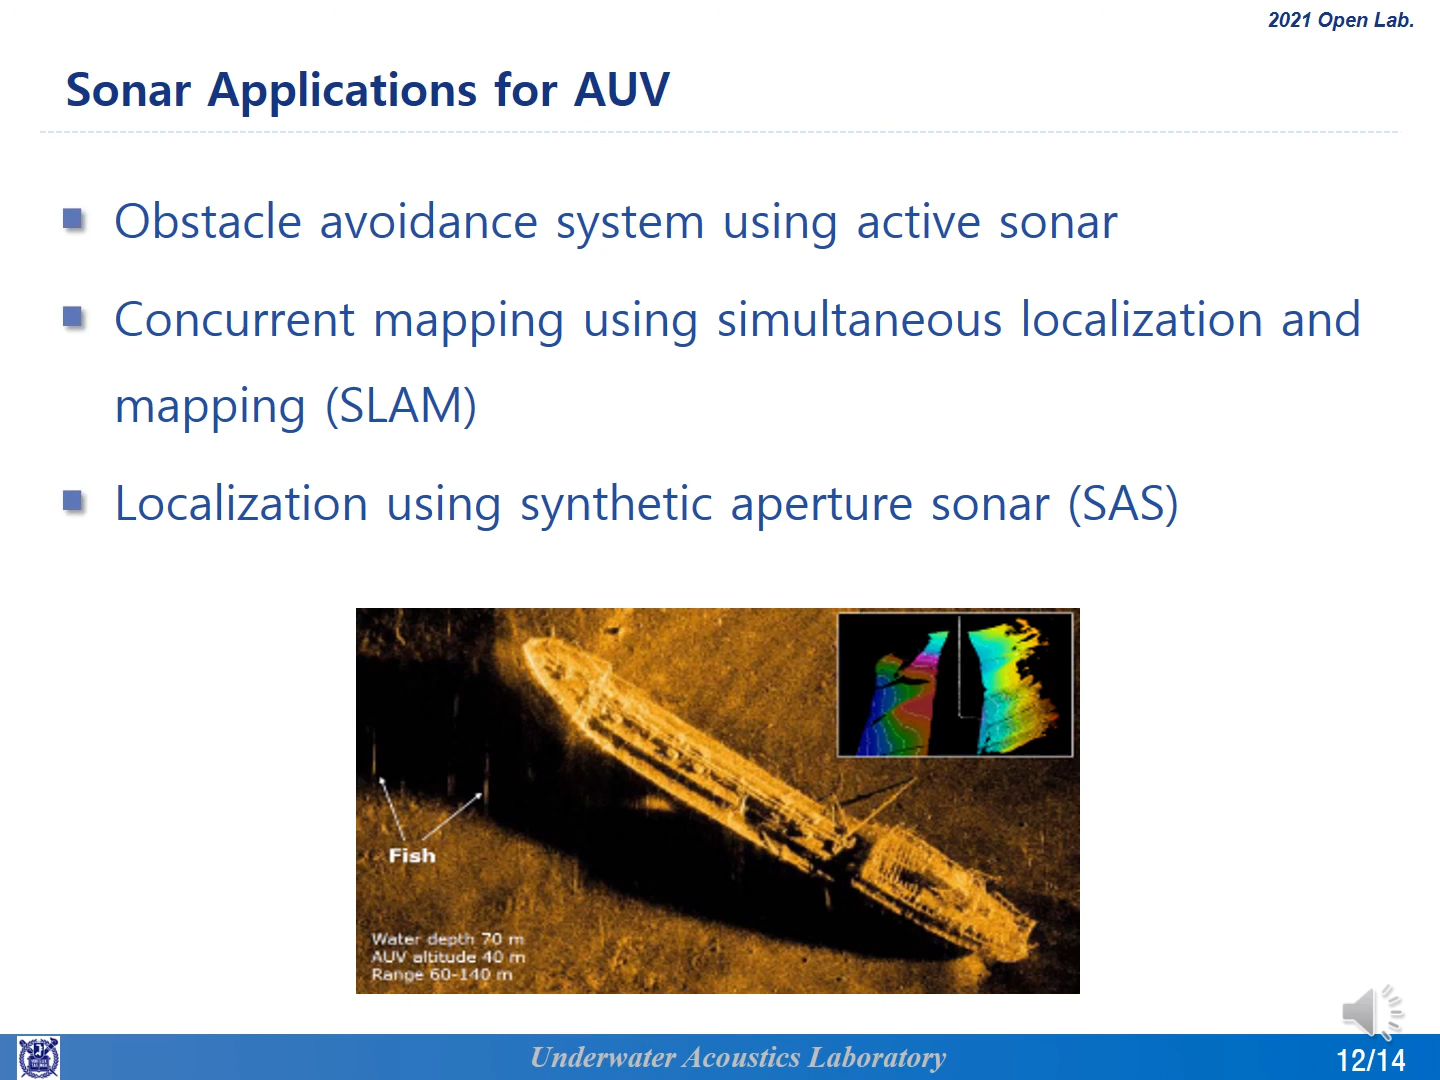 2021 Open Lab.
Sonar Applications for AUV
Obstacle avoidance system using active sonar
Concurrent mapping using simultaneous localization and
mapping (SLAM)
Localization using synthetic aperture sonar (SAS)
Fish
Water depth 70 m
AUV altitude 40 m
Range 60-140 m
Underwater Acoustics Laboratory
12/14